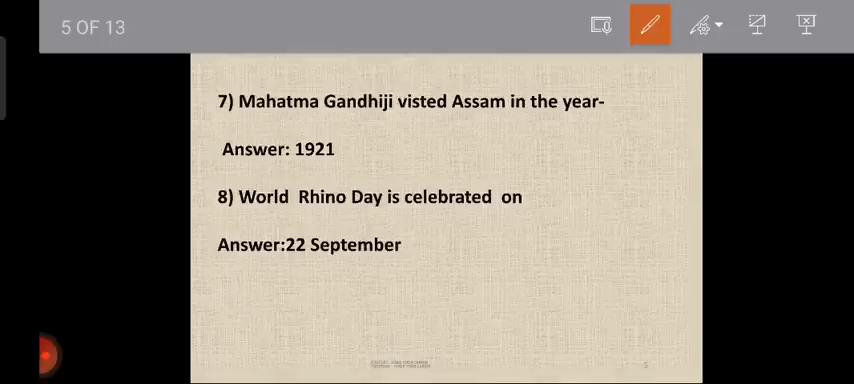 5 OF 13
7) Mahatma Gandhiji visted Assam in the year-
Answer: 1921
8) World Rhino Day is celebrated on
Answer:22 September
5